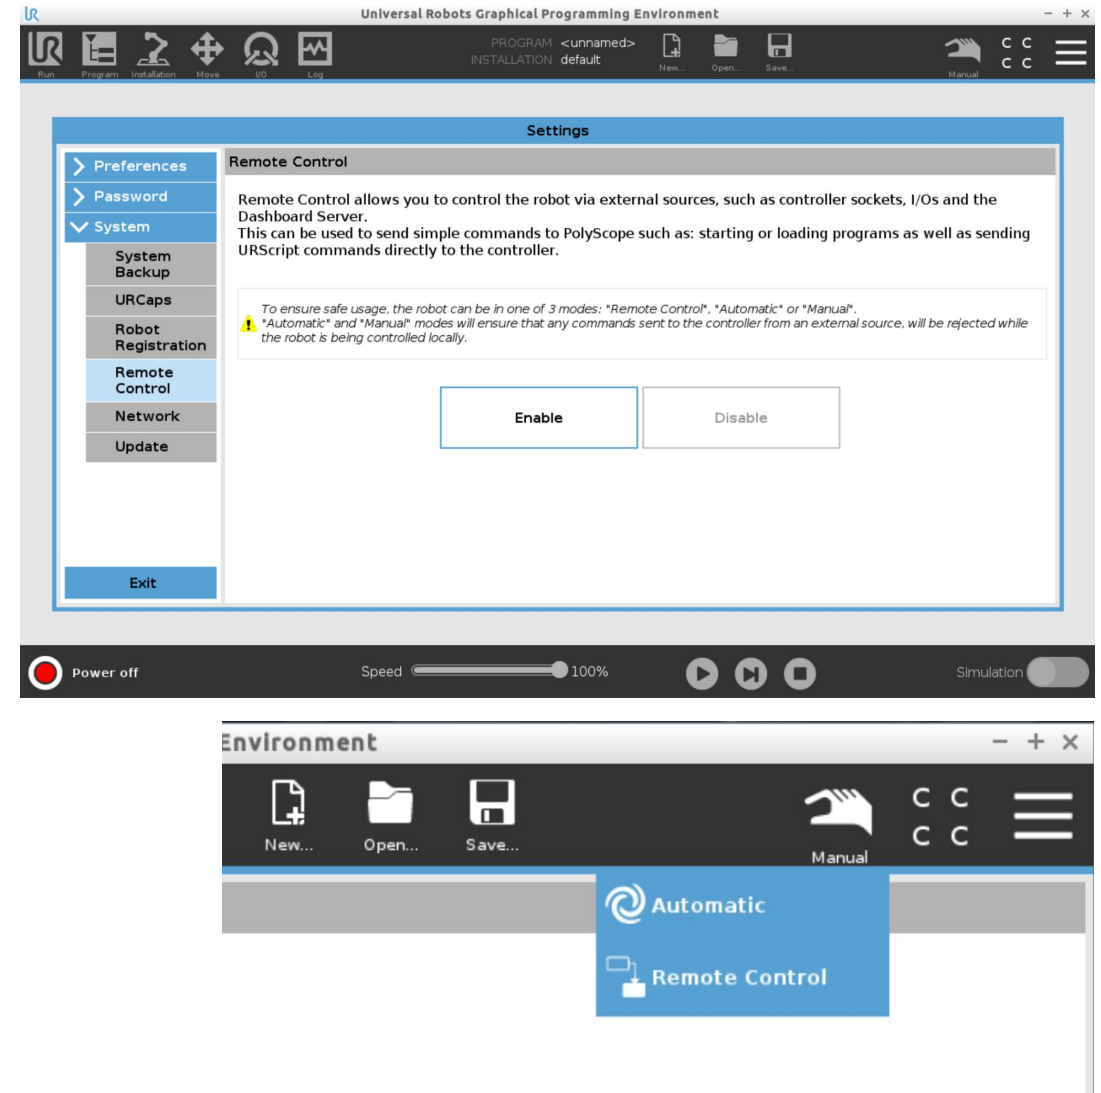 UR
Universal Robots Graphical Programming Environment
UR
Run
Program
Installation
Move
I/O
Log
PROGRAM <unnamed>
INSTALLATION default
New...
Open...
Save...
Manual
C C
C C
Settings
Preferences
Password
System
System
Backup
URCaps
Robot
Registration
Remote
Control
Network
Update
Exit
Remote Control
Remote Control allows you to control the robot via external sources, such as controller sockets, I/Os and the
Dashboard Server.
This can be used to send simple commands to PolyScope such as: starting or loading programs as well as sending
URScript commands directly to the controller.
To ensure safe usage, the robot can be in one of 3 modes: "Remote Control", "Automatic" or "Manual".
"Automatic" and "Manual" modes will ensure that any commands sent to the controller from an external source, will be rejected while
the robot is being controlled locally.
Enable
Disable
Power off
Speed
100%
Simulation
Environment
New...
Open...
Save...
Manual
C C
C C
Automatic
Remote Control